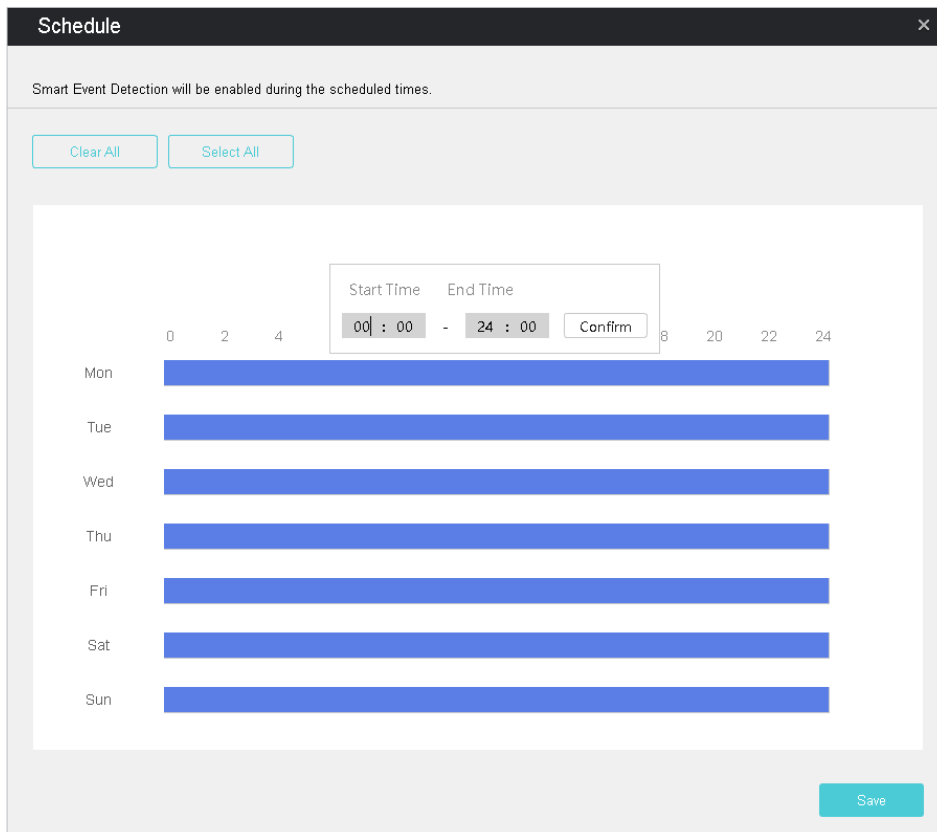 Schedule
Smart Event Detection will be enabled during the scheduled times.
Clear All Select All
Start Time End Time
00 : 00 - 24 : 00 Confirm
0 2 4 8 20 22 24
Mon
Tue
Wed
Thu
Fri
Sat
Sun
Save